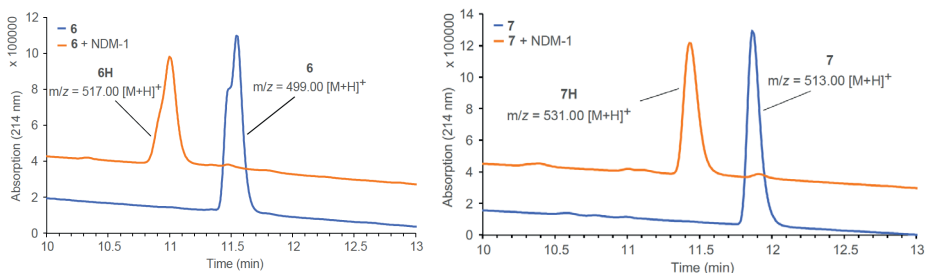 12
10
8
6
4
2
0
Absorption (214 nm)
x 100000
6
6 + NDM-1
6H
m/z = 517.00 [M+H]+
6
m/z = 499.00 [M+H]+
10
10.5
11
11.5
12
12.5
13
Time (min)
14
12
10
8
6
4
2
0
Absorption (214 nm)
x 100000
7
7 + NDM-1
7H
m/z = 531.00 [M+H]+
7
m/z = 513.00 [M+H]+
10
10.5
11
11.5
12
12.5
13
Time (min)